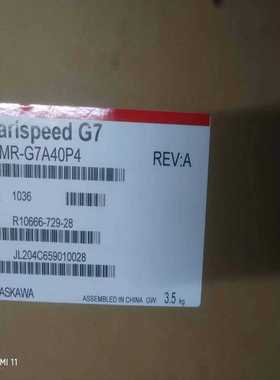 arispeed G7
MR-G7A40P4
REV:A
1036
R10666-729-28
JL204C659010028
ASKAWA
ASSEMBLED IN CHINA GW: 3.5 kg
MI 11